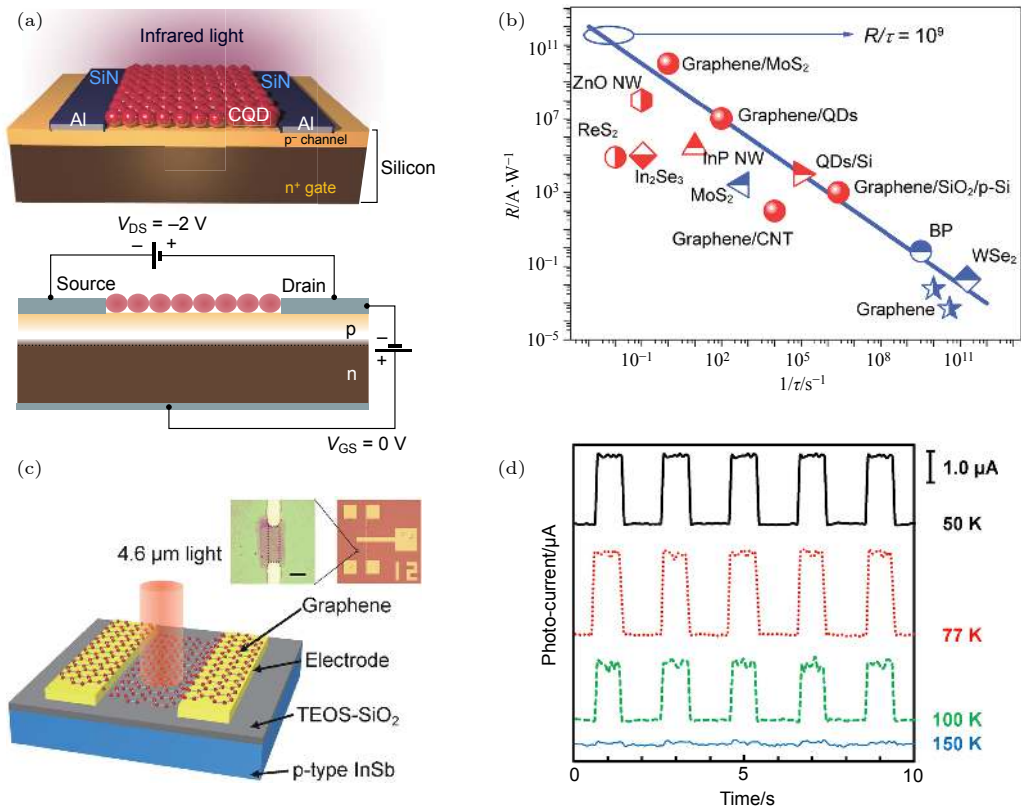 (a)
Infrared light
SiN
SiN
CQD
Al
Al
p⁻ channel
n⁺ gate
Silicon
V_DS = −2 V
− +
Source
Drain
p
n
−
+
V_GS = 0 V
(b)
R/τ = 10⁹
Graphene/MoS₂
ZnO NW
Graphene/QDs
ReS₂
InP NW
QDs/Si
In₂Se₃
Graphene/SiO₂/p-Si
MoS₂
Graphene/CNT
BP
WSe₂
Graphene
R/A·W⁻¹
10¹¹
10⁷
10³
10⁻¹
10⁻⁵
10⁻¹ 10² 10⁵ 10⁸ 10¹¹
1/τ/s⁻¹
(c)
4.6 μm light
12
Graphene
Electrode
TEOS-SiO₂
p-type InSb
(d)
1.0 μA
50 K
77 K
100 K
150 K
Photo-current/μA
0 5 10
Time/s